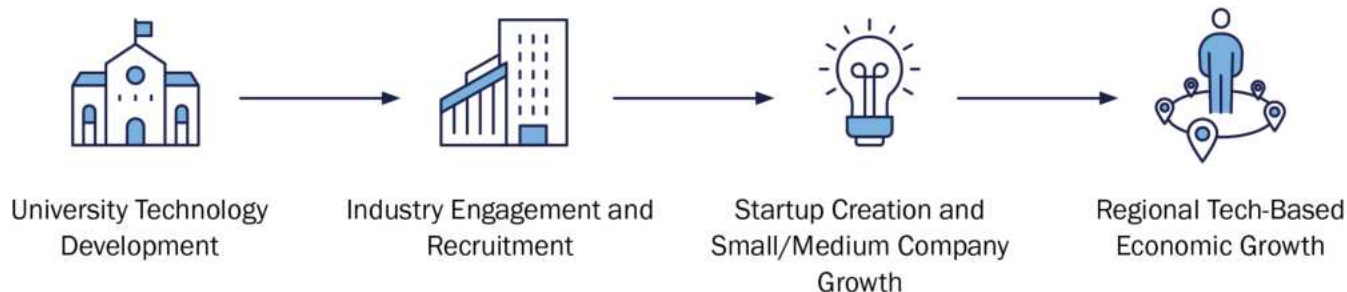 University Technology
Development
Industry Engagement and
Recruitment
Startup Creation and
Small/Medium Company
Growth
Regional Tech-Based
Economic Growth